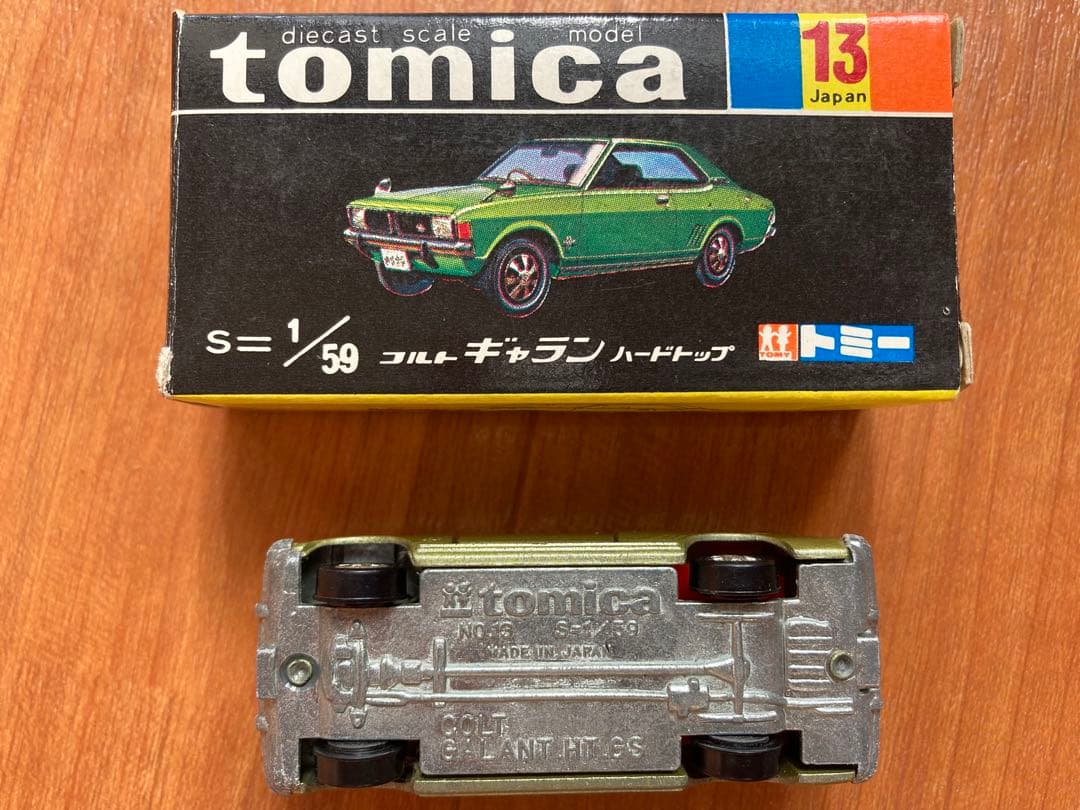 diecast scale model
tomica
13
Japan
S=1/59 コルト ギャラン ハードトップ
TOMY トミー
tomica
NO.13 S=1/59
MADE IN JAPAN
COLT
GALANT.HT.GS